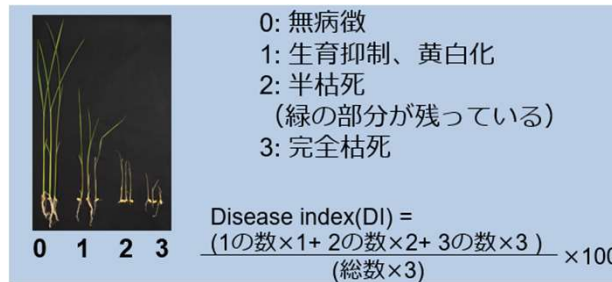 0: 無病徴
1: 生育抑制、黄白化
2: 半枯死
（緑の部分が残っている）
3: 完全枯死
0 1 2 3
Disease index(DI) =
(1の数×1+ 2の数×2+ 3の数×3 )
(総数×3)
×100